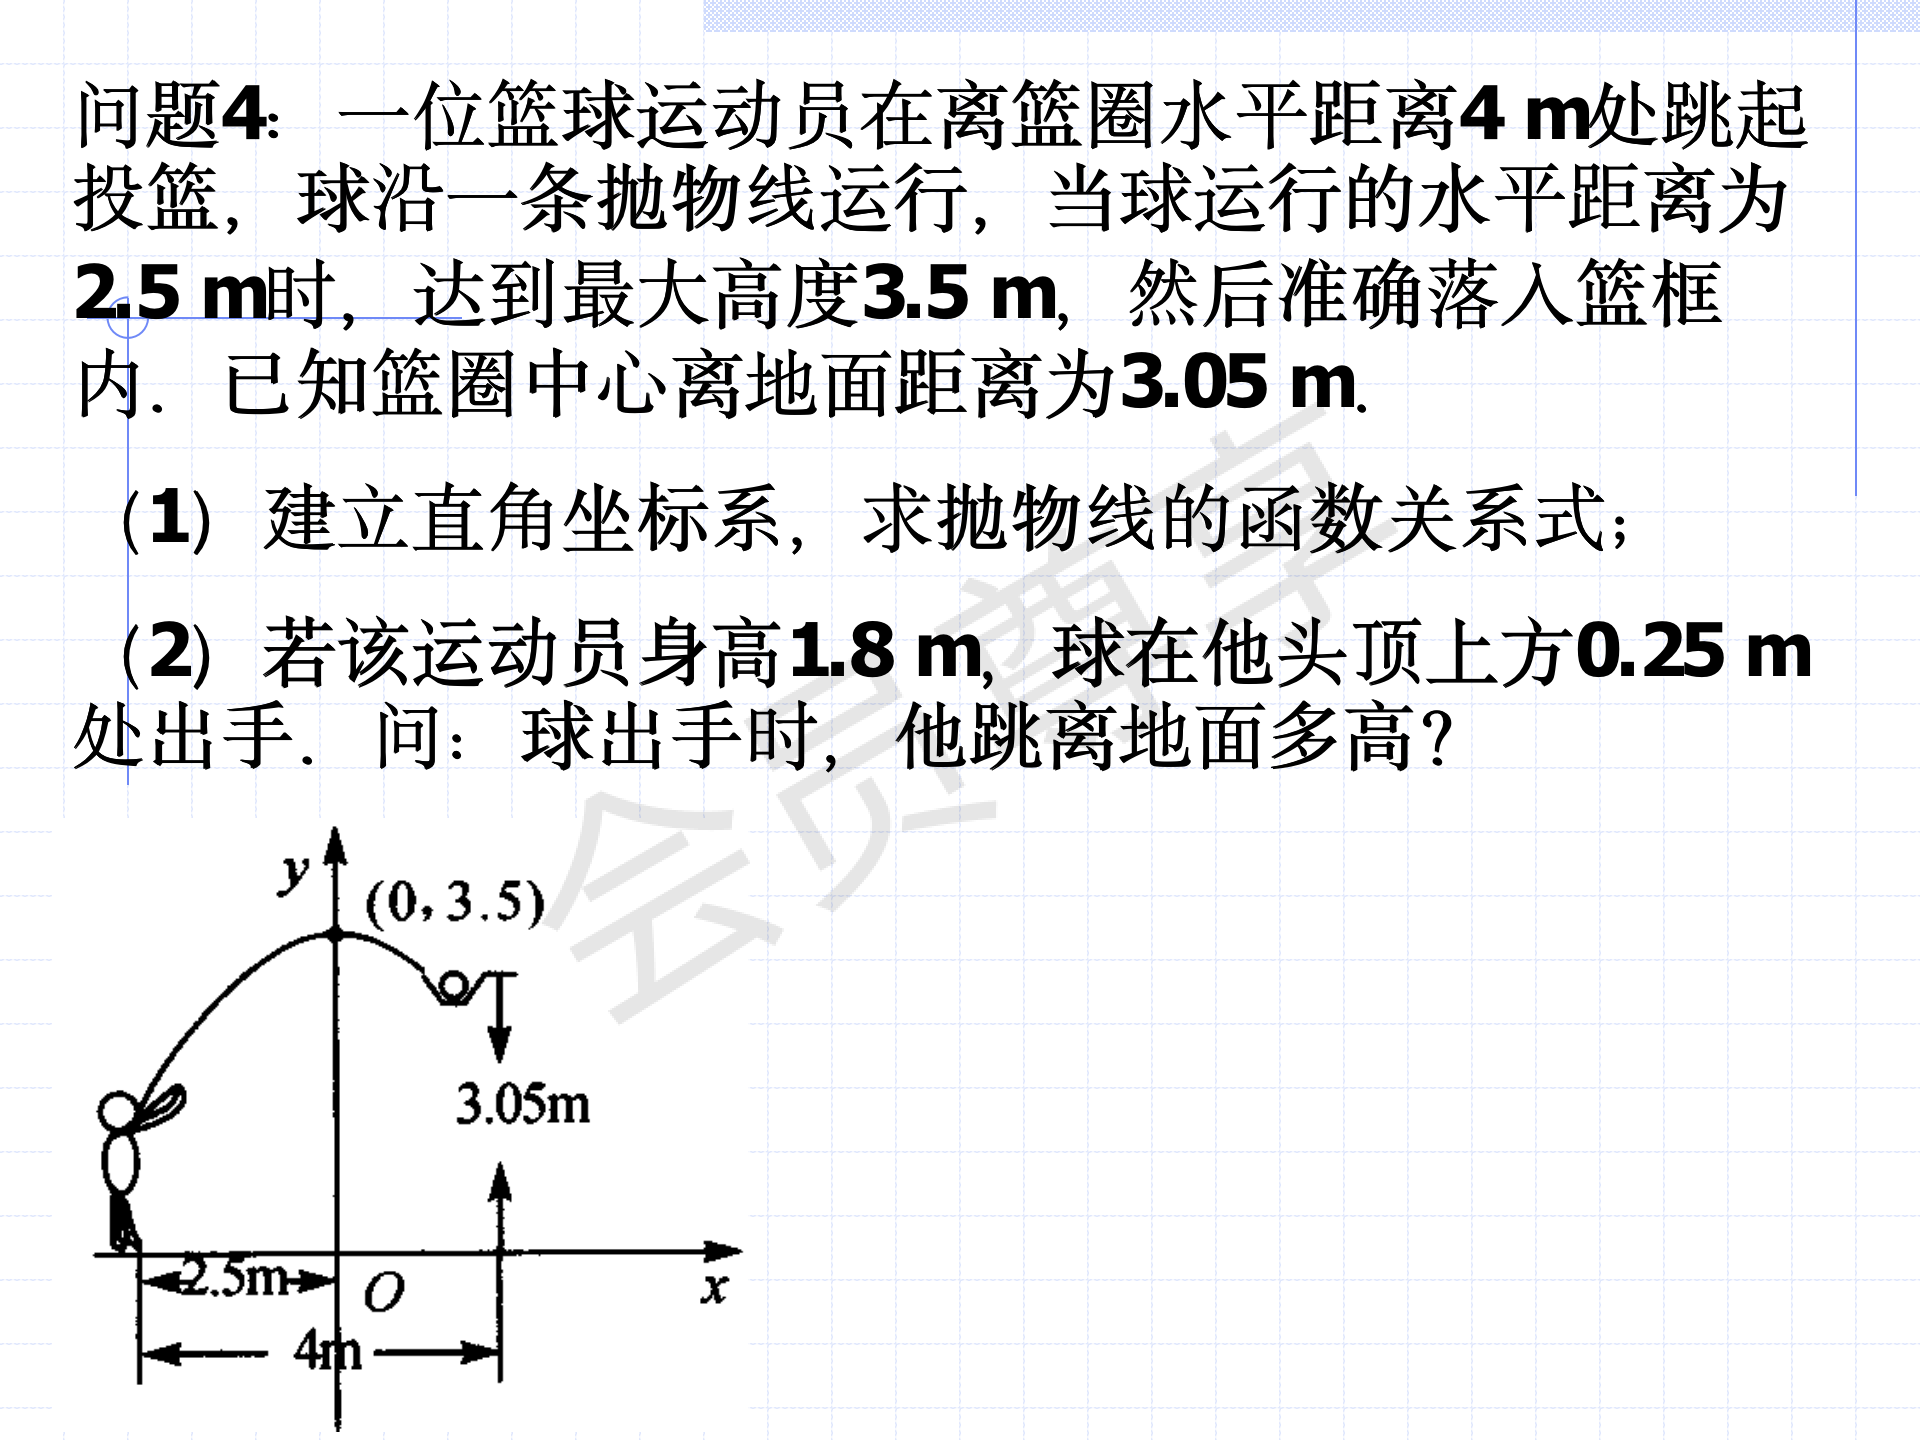 问题4：一位篮球运动员在离篮圈水平距离4 m处跳起
投篮，球沿一条抛物线运行，当球运行的水平距离为
2.5 m时，达到最大高度3.5 m，然后准确落入篮框
内．已知篮圈中心离地面距离为3.05 m.
（1）建立直角坐标系，求抛物线的函数关系式；
（2）若该运动员身高1.8 m，球在他头顶上方0.25 m
处出手．问：球出手时，他跳离地面多高？
会员尊享
y
(0,3.5)
3.05m
2.5m
O
x
4m